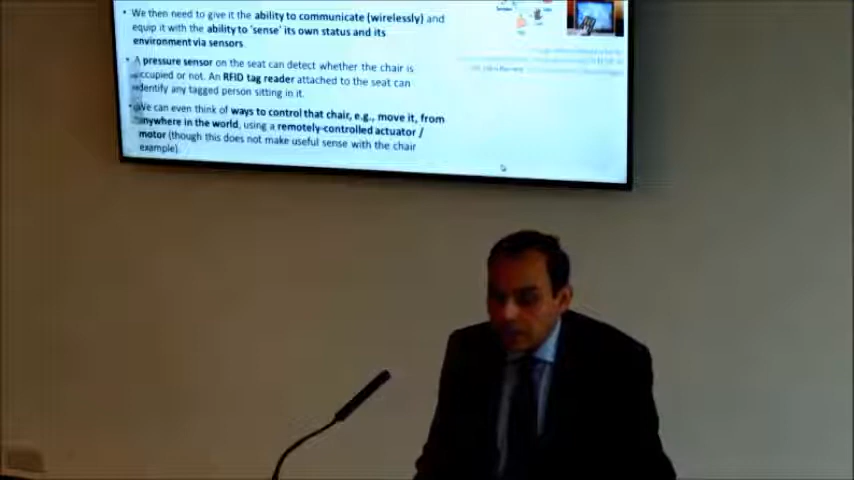 • We then need to give it the ability to communicate (wirelessly) and
equip it with the ability to 'sense' its own status and its
environment via sensors.
• A pressure sensor on the seat can detect whether the chair is
occupied or not. An RFID tag reader attached to the seat can
identify any tagged person sitting in it.
• We can even think of ways to control that chair, e.g., move it, from
anywhere in the world, using a remotely-controlled actuator /
motor (though this does not make useful sense with the chair
example).